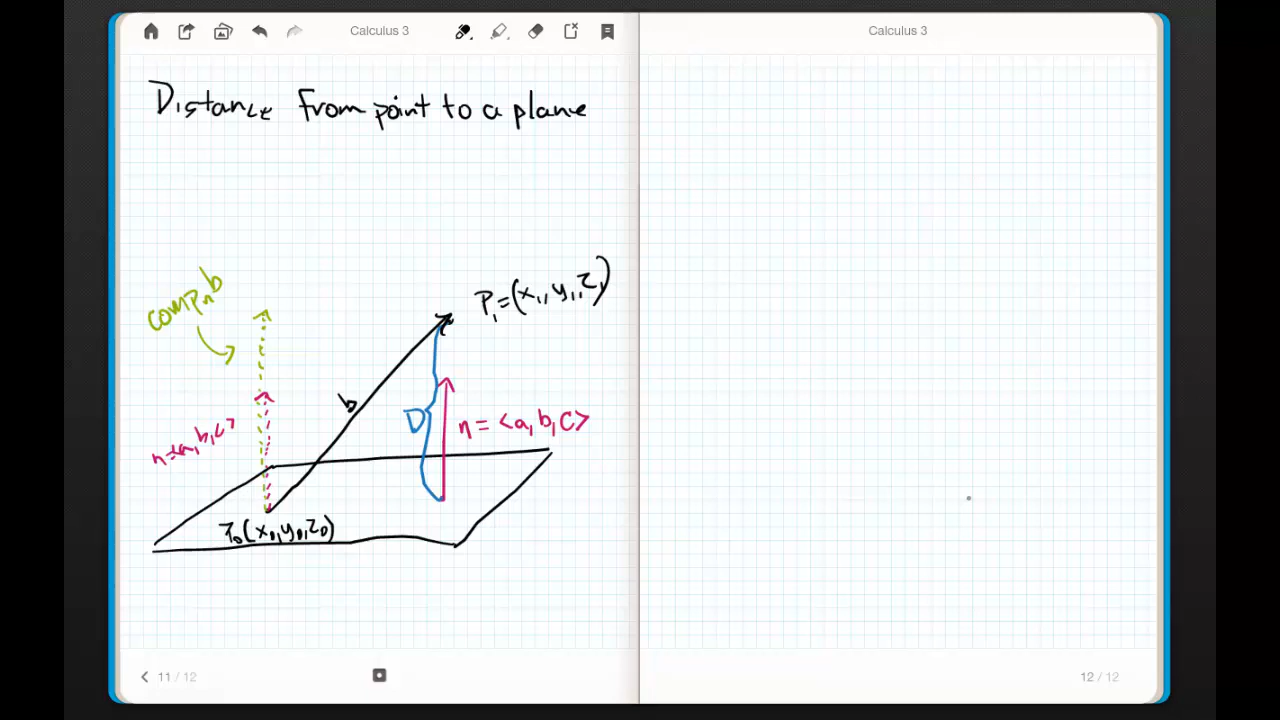 Calculus 3
Calculus 3
Distance from point to a plane
comp_n b
P₁=(x₁,y₁,z₁)
b
D
n=<a,b,c>
n=<a,b,c>
P₀(x₀,y₀,z₀)
11 / 12
12 / 12